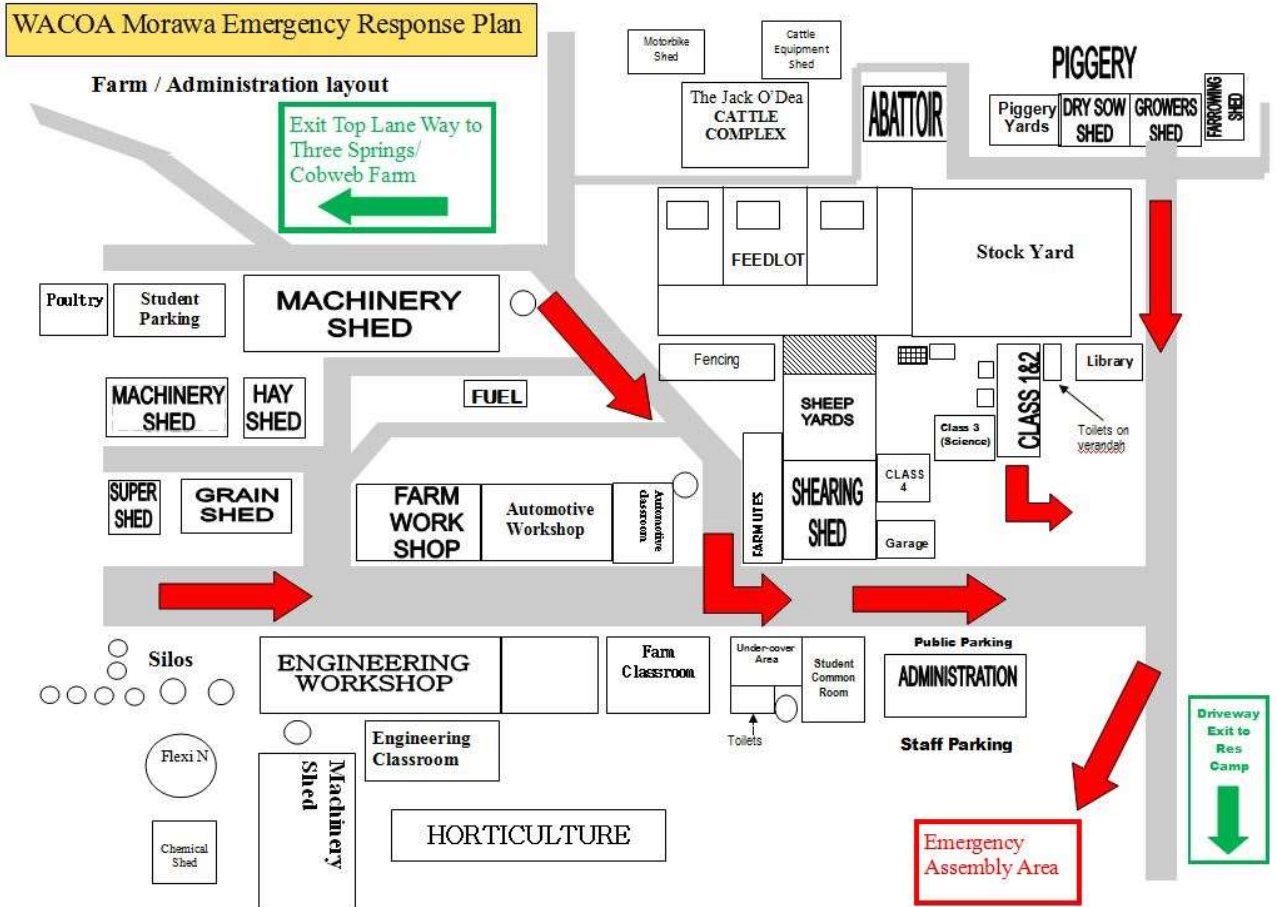 WACOA Morawa Emergency Response Plan
Farm / Administration layout
Exit Top Lane Way to
Three Springs/
Cobweb Farm
Motorbike
Shed
Cattle
Equipment
Shed
The Jack O'Dea
CATTLE
COMPLEX
ABATTOIR
PIGGERY
Piggery
Yards
DRY SOW
SHED
GROWERS
SHED
FARROWING
SHED
FEEDLOT
Stock Yard
Poultry
Student
Parking
MACHINERY
SHED
Fencing
SHEEP
YARDS
CLASS 1&2
Library
Toilets on
verandah
Class 3
(Science)
MACHINERY
SHED
HAY
SHED
FUEL
SUPER
SHED
GRAIN
SHED
FARM
WORK
SHOP
Automotive
Workshop
Automotive
classroom
FARM UTES
SHEARING
SHED
CLASS
4
Garage
Silos
ENGINEERING
WORKSHOP
Farm
Classroom
Under-cover
Area
Toilets
Student
Common
Room
Public Parking
ADMINISTRATION
Staff Parking
Driveway
Exit to
Res
Camp
Flexi N
Engineering
Classroom
Machinery
Shed
Chemical
Shed
HORTICULTURE
Emergency
Assembly Area